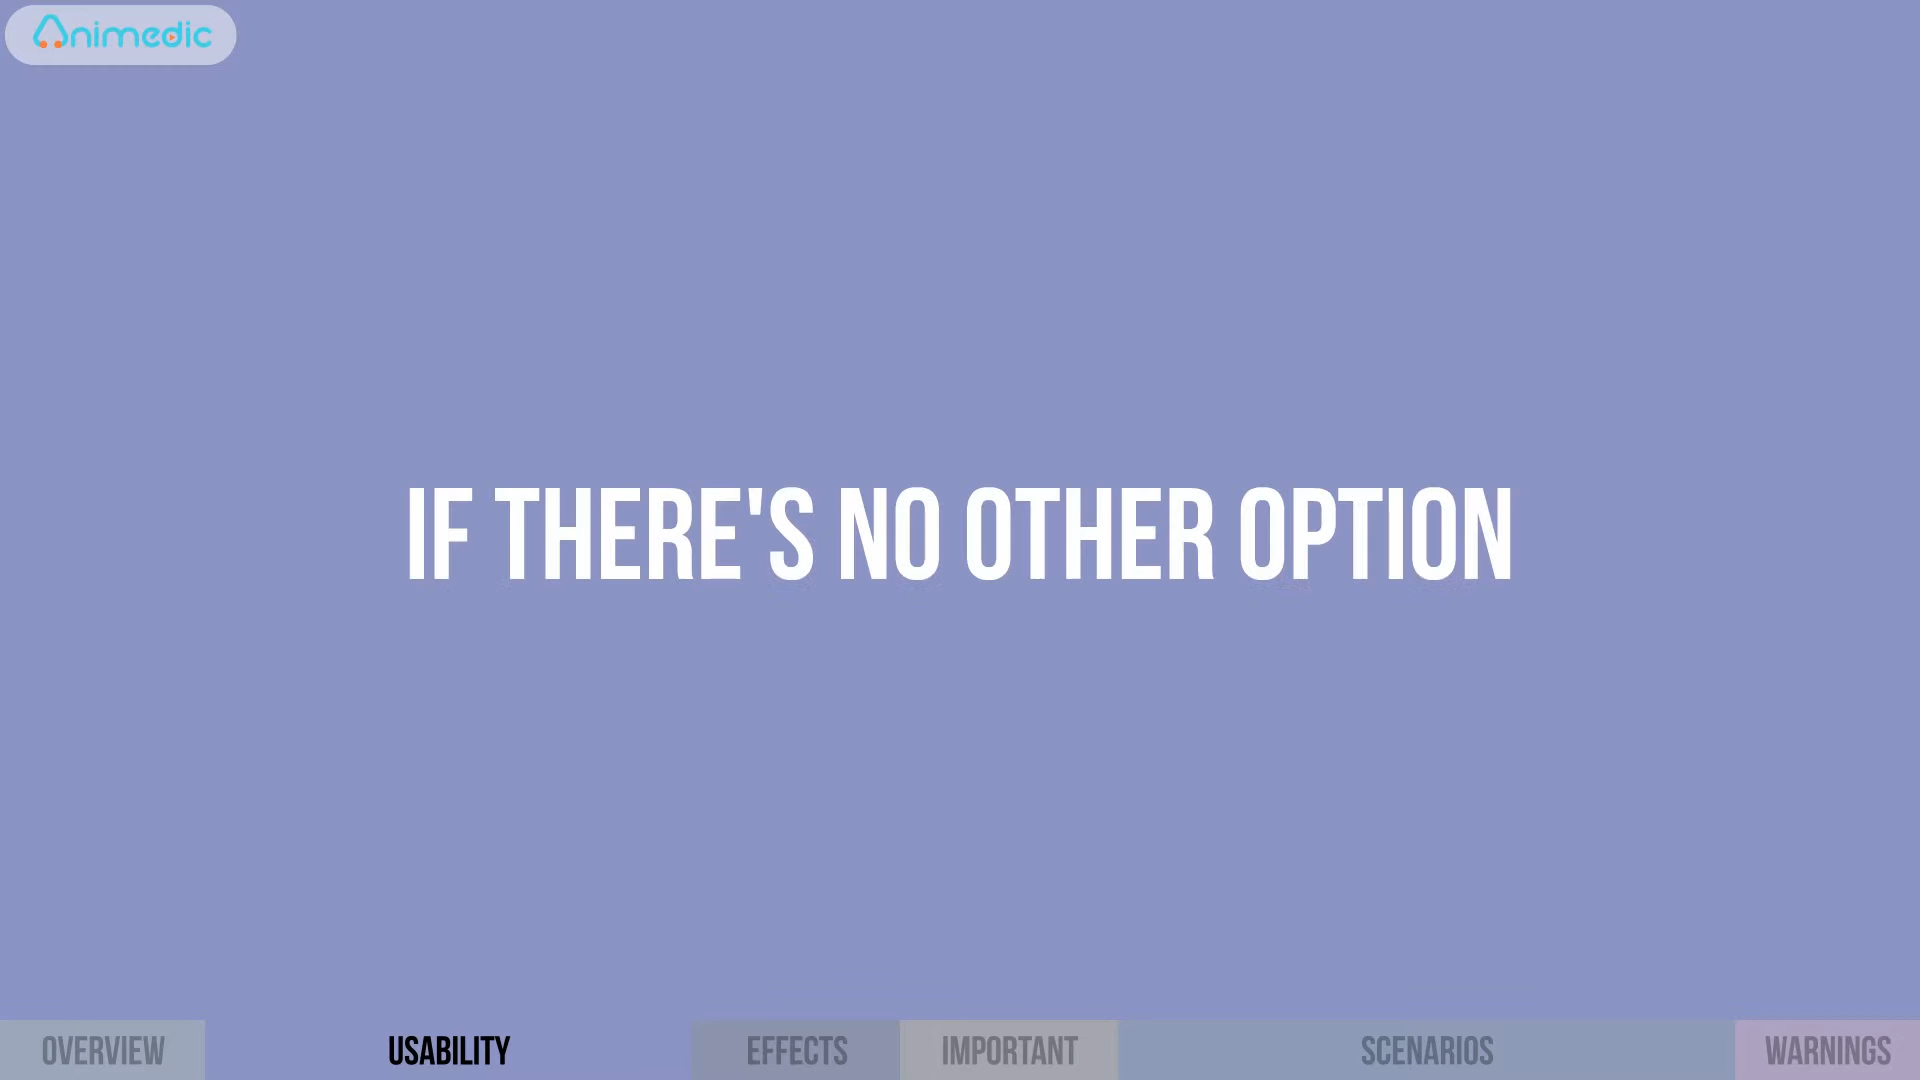 Animedic
IF THERE'S NO OTHER OPTION
OVERVIEW
USABILITY
EFFECTS
IMPORTANT
SCENARIOS
WARNINGS